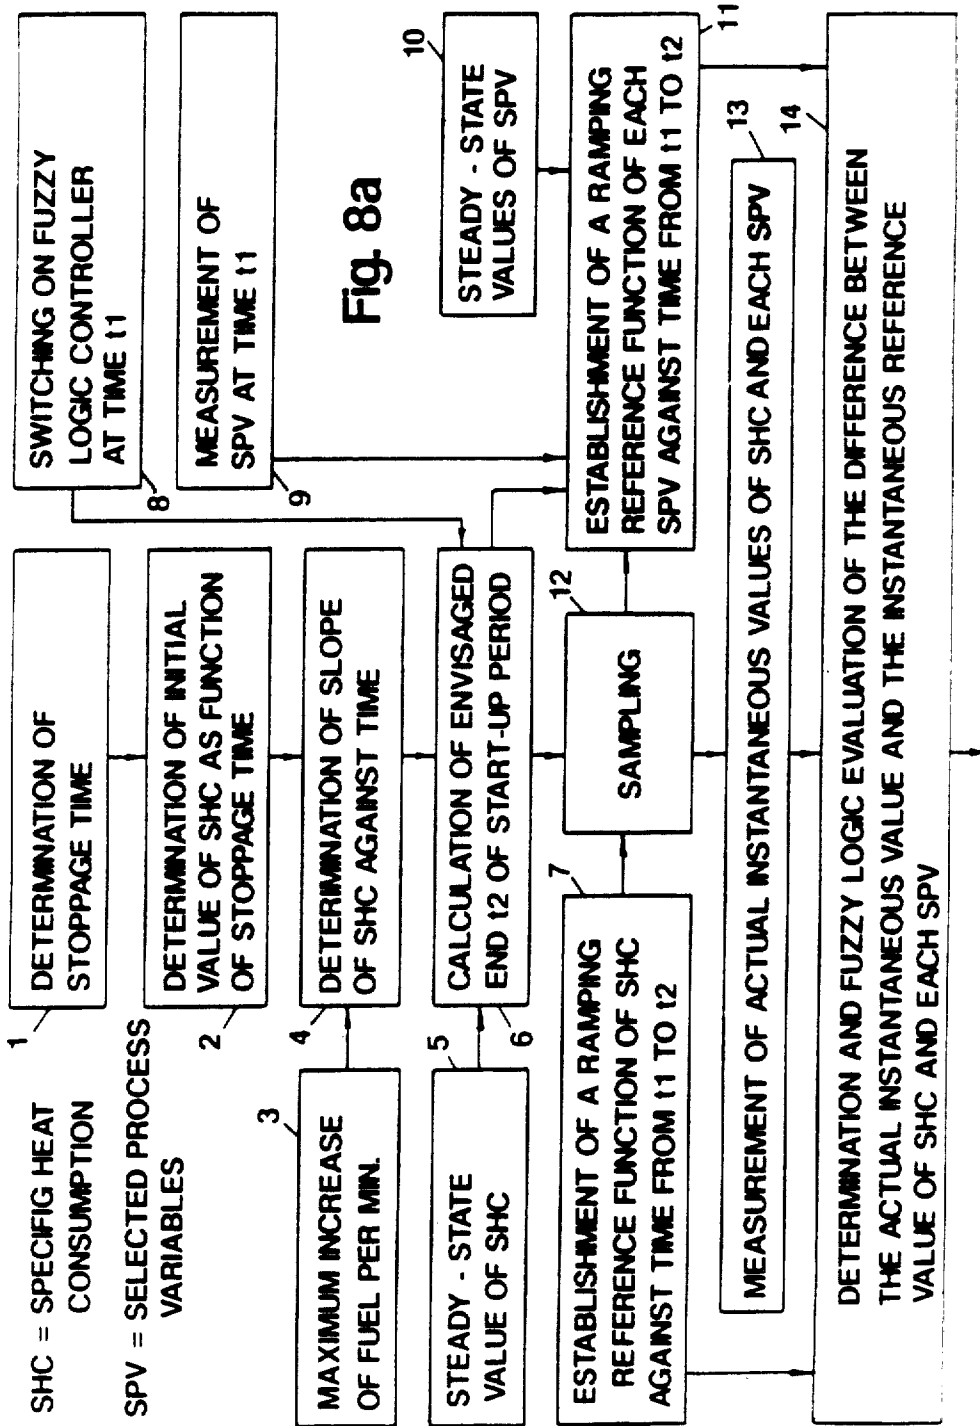 SHC = SPECIFIG HEAT
CONSUMPTION
SPV = SELECTED PROCESS
VARIABLES
1
DETERMINATION OF
STOPPAGE TIME
2
DETERMINATION OF INITIAL
VALUE OF SHC AS FUNCTION
OF STOPPAGE TIME
3
MAXIMUM INCREASE
OF FUEL PER MIN.
4
DETERIMINATION OF SLOPE
OF SHC AGAINST TIME
5
STEADY - STATE
VALUE OF SHC
6
CALCULATION OF ENVISAGED
END t2 OF START-UP PERIOD
SWITCHING ON FUZZY
LOGIC CONTROLLER
AT TIME t1
8
MEASUREMENT OF
SPV AT TIME t1
9
Fig. 8a
10
STEADY - STATE
VALUES OF SPV
7
ESTABLISHMENT OF A RAMPING
REFERENCE FUNCTION OF SHC
AGAINST TIME FROM t1 TO t2
12
SAMPLING
11
ESTABLISHMENT OF A RAMPING
REFERENCE FUNCTION OF EACH
SPV AGAINST TIME FROM t1 TO t2
13
MEASUREMENT OF ACTUAL INSTANTANEOUS VALUES OF SHC AND EACH SPV
14
DETERMINATION AND FUZZY LOGIC EVALUATION OF THE DIFFERENCE BETWEEN
THE ACTUAL INSTANTANEOUS VALUE AND THE INSTANTANEOUS REFERENCE
VALUE OF SHC AND EACH SPV